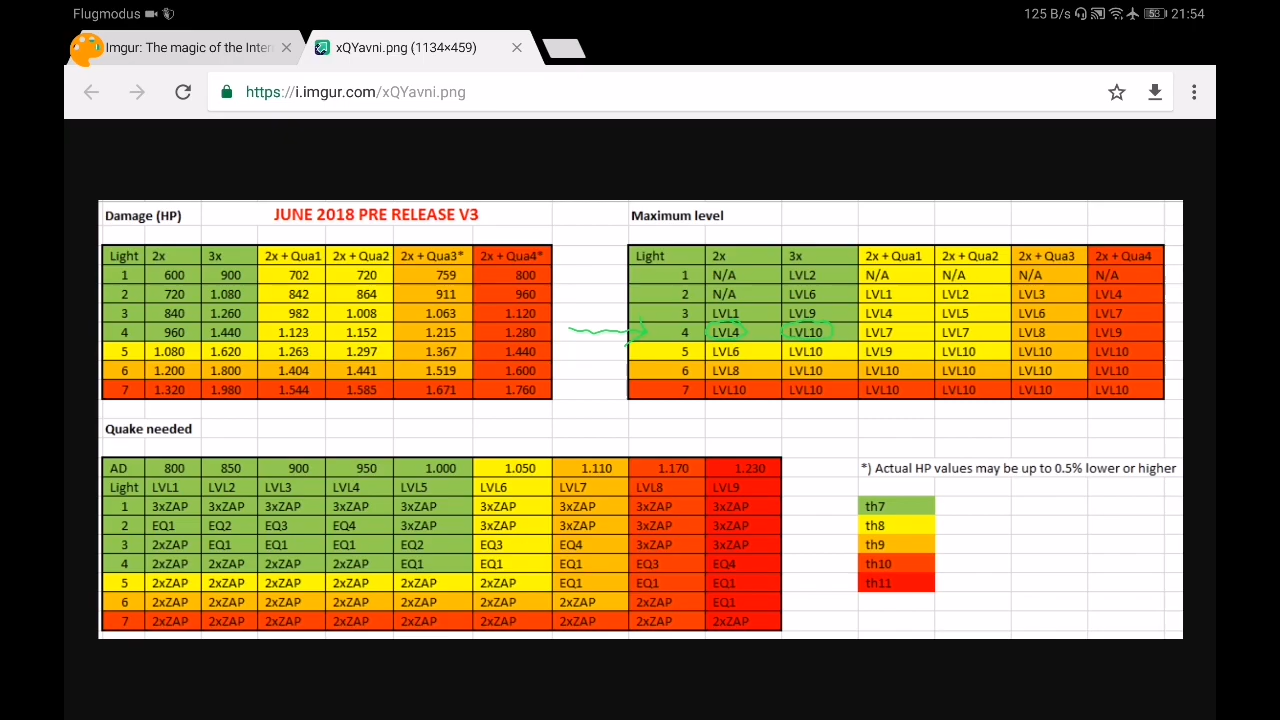 Flugmodus 125 B/s 53 21:54
Imgur: The magic of the Inter xQYavni.png (1134×459)
https://i.imgur.com/xQYavni.png
Damage (HP) JUNE 2018 PRE RELEASE V3 Maximum level
Light 2x 3x 2x + Qua1 2x + Qua2 2x + Qua3* 2x + Qua4* Light 2x 3x 2x + Qua1 2x + Qua2 2x + Qua3 2x + Qua4
1 600 900 702 720 759 800 1 N/A LVL2 N/A N/A N/A N/A
2 720 1.080 842 864 911 960 2 N/A LVL6 LVL1 LVL2 LVL3 LVL4
3 840 1.260 982 1.008 1.063 1.120 3 LVL1 LVL9 LVL4 LVL5 LVL6 LVL7
4 960 1.440 1.123 1.152 1.215 1.280 4 LVL4 LVL10 LVL7 LVL7 LVL8 LVL9
5 1.080 1.620 1.263 1.297 1.367 1.440 5 LVL6 LVL10 LVL9 LVL10 LVL10 LVL10
6 1.200 1.800 1.404 1.441 1.519 1.600 6 LVL8 LVL10 LVL10 LVL10 LVL10 LVL10
7 1.320 1.980 1.544 1.585 1.671 1.760 7 LVL10 LVL10 LVL10 LVL10 LVL10 LVL10
Quake needed
AD 800 850 900 950 1.000 1.050 1.110 1.170 1.230 *) Actual HP values may be up to 0.5% lower or higher
Light LVL1 LVL2 LVL3 LVL4 LVL5 LVL6 LVL7 LVL8 LVL9
1 3xZAP 3xZAP 3xZAP 3xZAP 3xZAP 3xZAP 3xZAP 3xZAP 3xZAP th7
2 EQ1 EQ2 EQ3 EQ4 3xZAP 3xZAP 3xZAP 3xZAP 3xZAP th8
3 2xZAP EQ1 EQ1 EQ1 EQ2 EQ3 EQ4 3xZAP 3xZAP th9
4 2xZAP 2xZAP 2xZAP 2xZAP EQ1 EQ1 EQ1 EQ3 EQ4 th10
5 2xZAP 2xZAP 2xZAP 2xZAP 2xZAP 2xZAP EQ1 EQ1 EQ1 th11
6 2xZAP 2xZAP 2xZAP 2xZAP 2xZAP 2xZAP 2xZAP 2xZAP EQ1
7 2xZAP 2xZAP 2xZAP 2xZAP 2xZAP 2xZAP 2xZAP 2xZAP 2xZAP